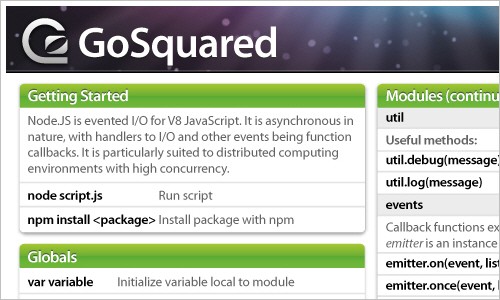 GoSquared
Getting Started
Node.JS is evented I/O for V8 JavaScript. It is asynchronous in
nature, with handlers to I/O and other events being function
callbacks. It is particularly suited to distributed computing
environments with high concurrency.
node script.js Run script
npm install <package> Install package with npm
Globals
var variable Initialize variable local to module
Modules (continu
util
Useful methods:
util.debug(message)
util.log(message)
events
Callback functions ex
emitter is an instance
emitter.on(event, list
emitter.once(event, l